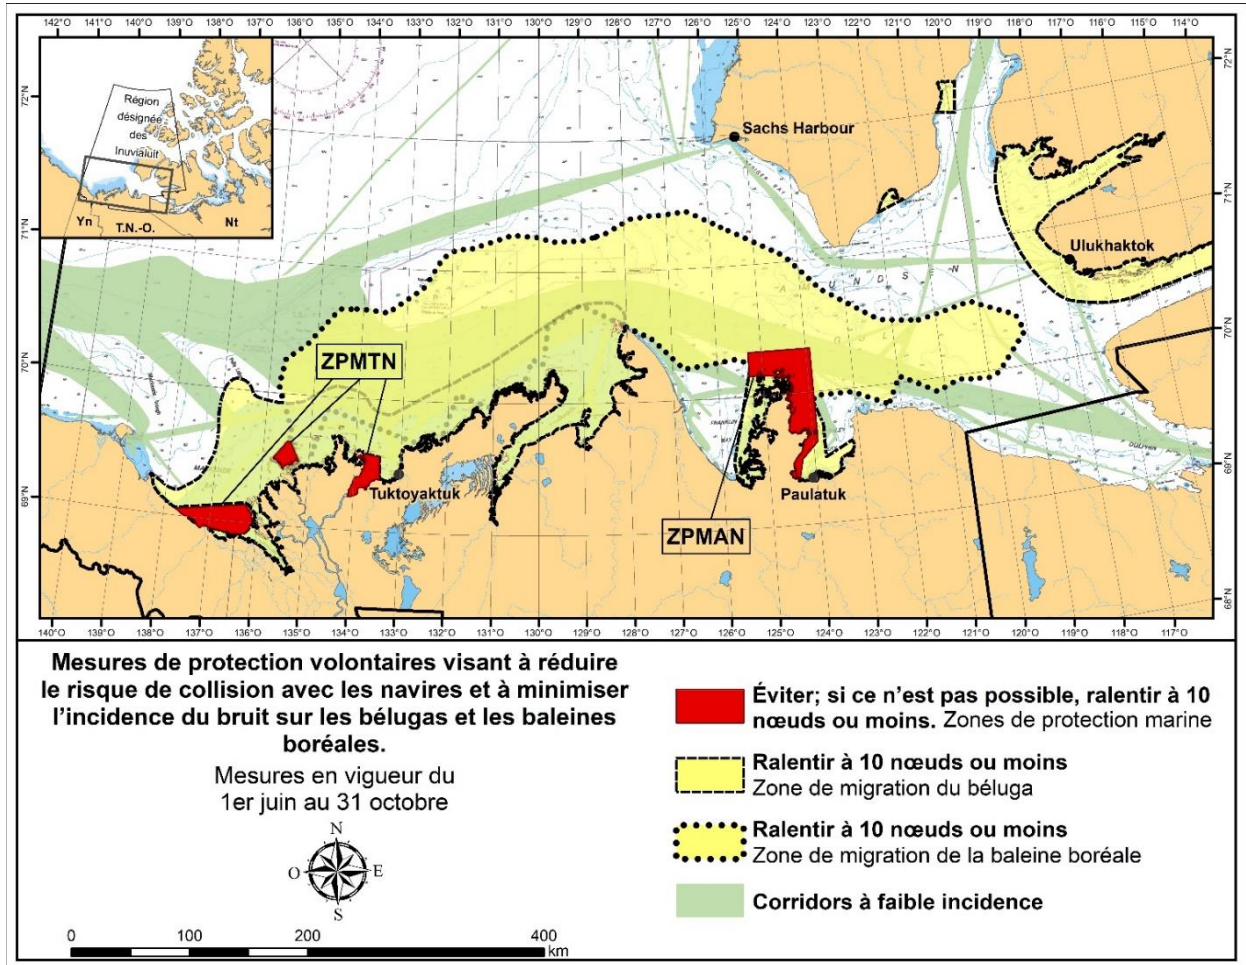 142°O 141°O 140°O 139°O 138°O 137°O 136°O 135°O 134°O 133°O 132°O 131°O 130°O 129°O 128°O 127°O 126°O 125°O 124°O 123°O 122°O 121°O 120°O 119°O 118°O 117°O 116°O 115°O 114°O
Région
désignée
des
Inuvialuit
Yn
T.N.-O.
Nt
72°N
71°N
70°N
69°N
72°N
71°N
70°N
69°N
68°N
Sachs Harbour
Ulukhaktok
AMUNDSEN
ZPMTN
Tuktoyaktuk
FRANKLIN
BAY
Paulatuk
ZPMAN
140°O 139°O 138°O 137°O 136°O 135°O 134°O 133°O 132°O 131°O 130°O 129°O 128°O 127°O 126°O 125°O 124°O 123°O 122°O 121°O 120°O 119°O 118°O 117°O
Mesures de protection volontaires visant à réduire
le risque de collision avec les navires et à minimiser
l'incidence du bruit sur les bélugas et les baleines
boréales.
Mesures en vigueur du
1er juin au 31 octobre
N
O E
S
0 100 200 400
km
Éviter; si ce n'est pas possible, ralentir à 10
nœuds ou moins. Zones de protection marine
Ralentir à 10 nœuds ou moins
Zone de migration du béluga
Ralentir à 10 nœuds ou moins
Zone de migration de la baleine boréale
Corridors à faible incidence